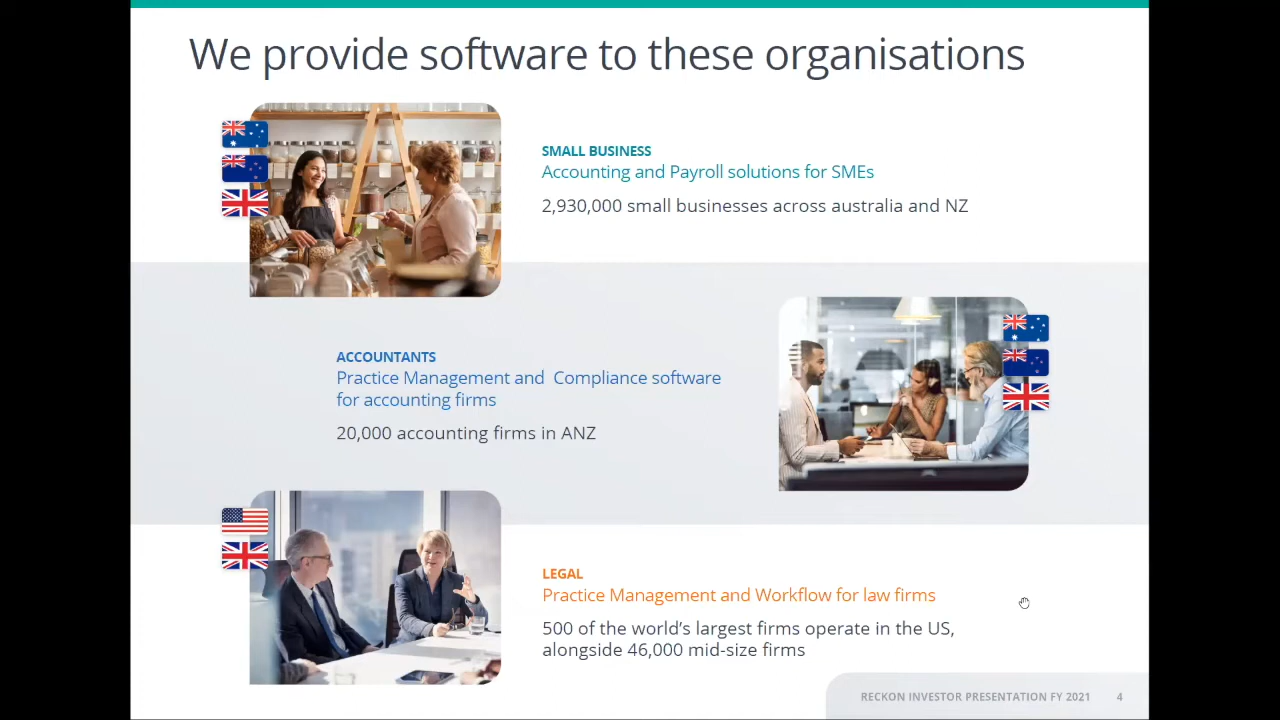 We provide software to these organisations
SMALL BUSINESS
Accounting and Payroll solutions for SMEs
2,930,000 small businesses across australia and NZ
ACCOUNTANTS
Practice Management and  Compliance software
for accounting firms
20,000 accounting firms in ANZ
LEGAL
Practice Management and Workflow for law firms
500 of the world’s largest firms operate in the US,
alongside 46,000 mid-size firms
RECKON INVESTOR PRESENTATION FY 2021 4